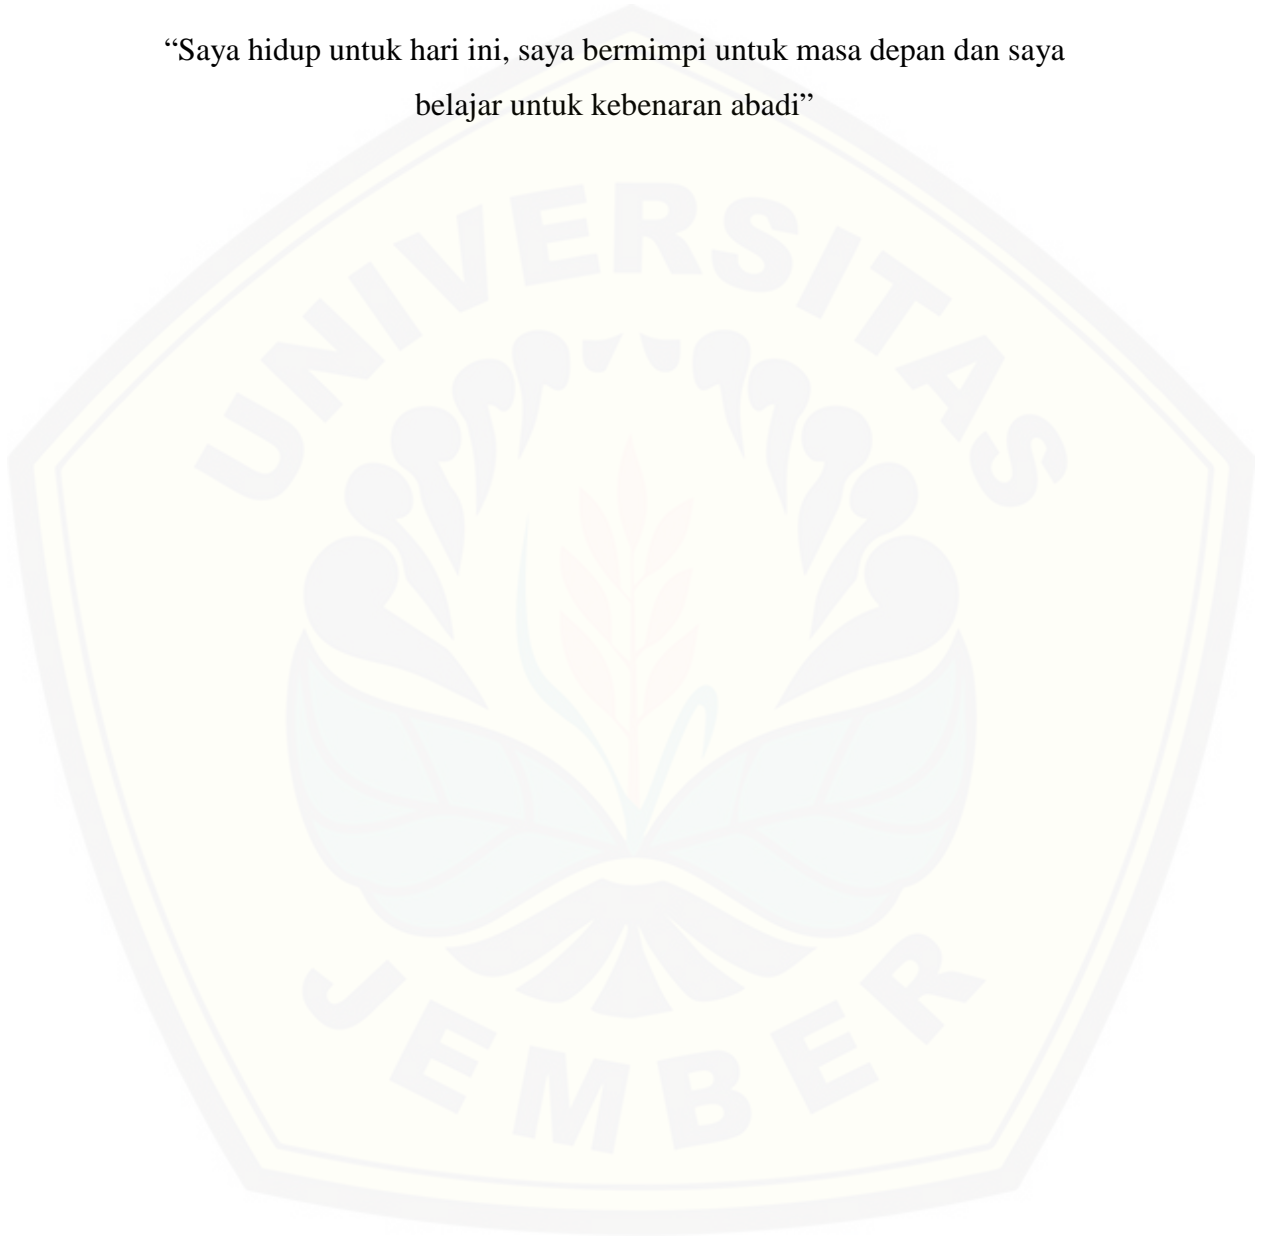 “Saya hidup untuk hari ini, saya bermimpi untuk masa depan dan saya
belajar untuk kebenaran abadi”
UNIVERSITAS
JEMBER